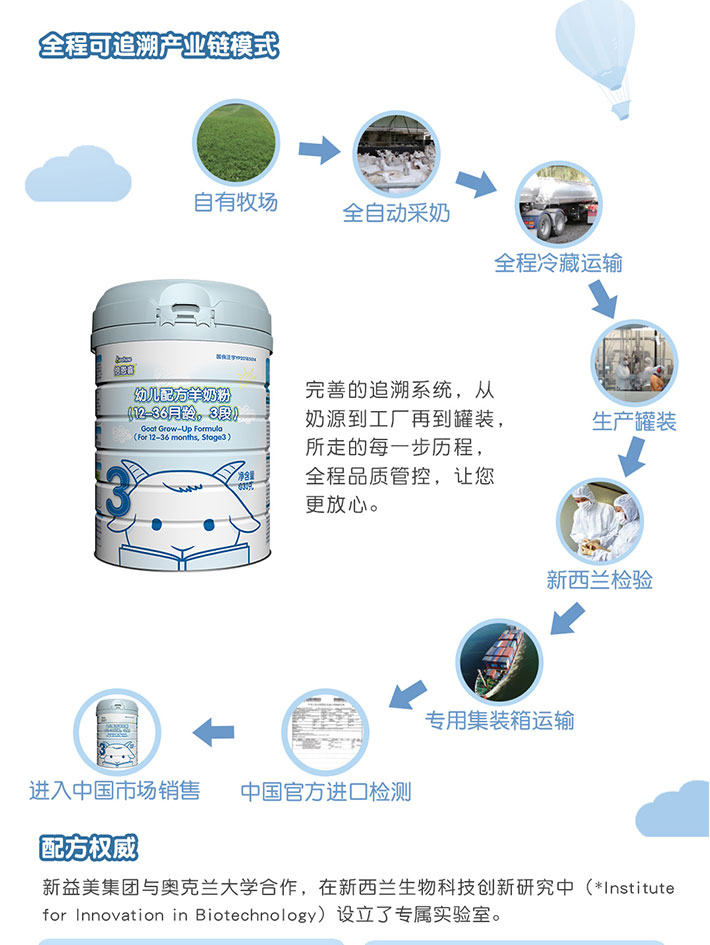 全程可追溯产业链模式
自有牧场
全自动采奶
全程冷藏运输
国食注字YP20185014
倍恩喜
幼儿配方羊奶粉
（12-36月龄，3段）
Goat Grow-Up Formula
( For 12-36 months, Stage3 )
净含量
3
完善的追溯系统，从
奶源到工厂再到罐装，
所走的每一步历程，
全程品质管控，让您
更放心。
生产罐装
新西兰检验
专用集装箱运输
中国官方进口检测
进入中国市场销售
配方权威
新益美集团与奥克兰大学合作，在新西兰生物科技创新研究中（*Institute
for Innovation in Biotechnology）设立了专属实验室。